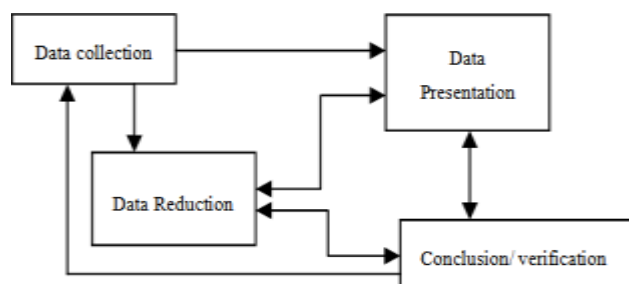 Data collection
Data
Presentation
Data Reduction
Conclusion/ verification